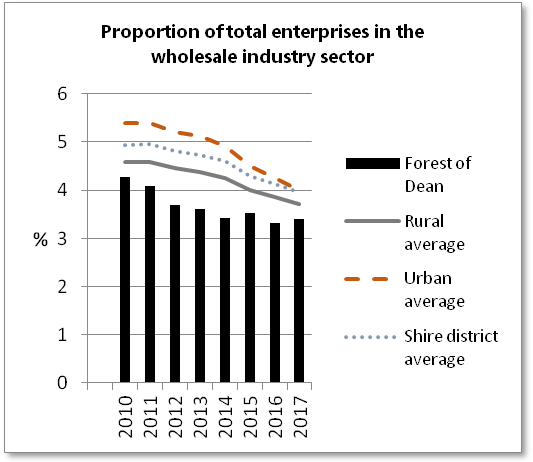 Proportion of total enterprises in the
wholesale industry sector
6
5
4
3
2
1
0
%
2010
2011
2012
2013
2014
2015
2016
2017
Forest of
Dean
Rural
average
Urban
average
Shire district
average